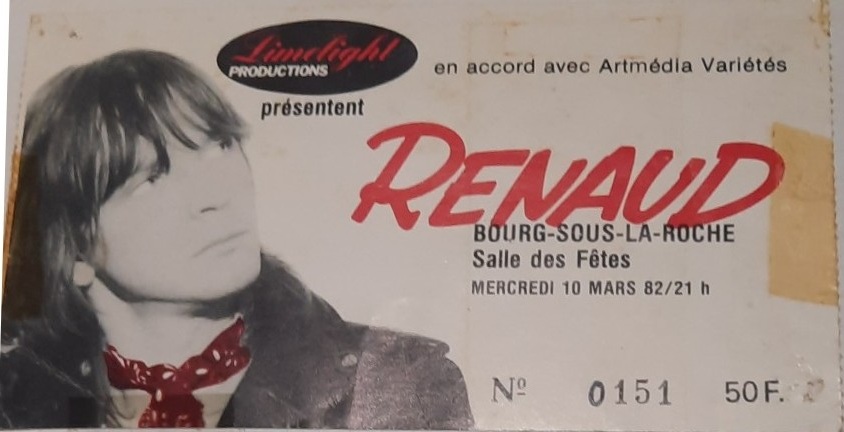 Limelight
PRODUCTIONS
en accord avec Artmédia Variétés
présentent
RENAUD
BOURG-SOUS-LA-ROCHE
Salle des Fêtes
MERCREDI 10 MARS 82/21 h
Nº 0151 50 F.